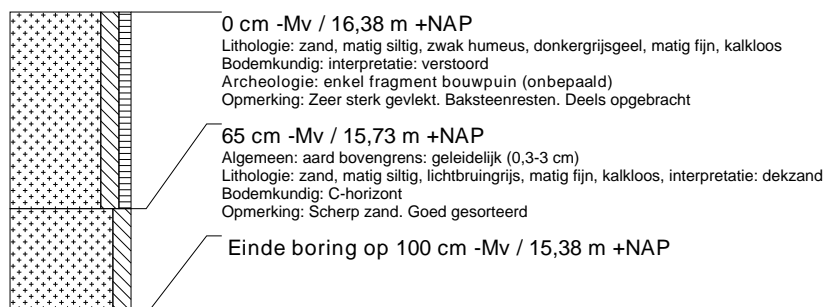 0 cm -Mv / 16,38 m +NAP
Lithologie: zand, matig siltig, zwak humeus, donkergrijsgeel, matig fijn, kalkloos
Bodemkundig: interpretatie: verstoord
Archeologie: enkel fragment bouwpuin (onbepaald)
Opmerking: Zeer sterk gevlekt. Baksteenresten. Deels opgebracht
65 cm -Mv / 15,73 m +NAP
Algemeen: aard bovengrens: geleidelijk (0,3-3 cm)
Lithologie: zand, matig siltig, lichtbruingrijs, matig fijn, kalkloos, interpretatie: dekzand
Bodemkundig: C-horizont
Opmerking: Scherp zand. Goed gesorteerd
Einde boring op 100 cm -Mv / 15,38 m +NAP